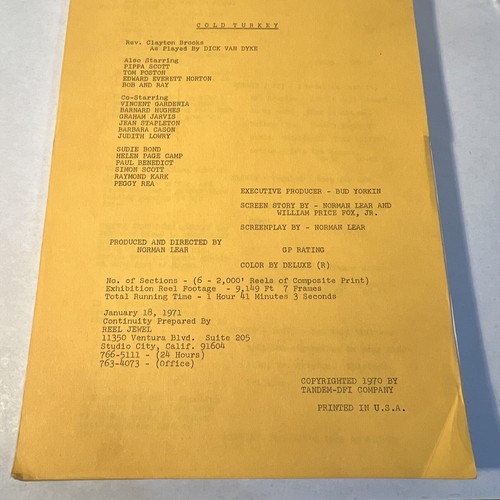 COLD TURKEY
Rev. Clayton Brooks
As Played By DICK VAN DYKE
Also Starring
PIPPA SCOTT
TOM POSTON
EDWARD EVERETT HORTON
BOB AND RAY
Co-Starring
VINCENT GARDENIA
BARNARD HUGHES
GRAHAM JARVIS
JEAN STAPLETON
BARBARA CASON
JUDITH LOWRY
SUDIE BOND
HELEN PAGE CAMP
PAUL BENEDICT
SIMON SCOTT
RAYMOND KARK
PEGGY REA
EXECUTIVE PRODUCER - BUD YORKIN
SCREEN STORY BY - NORMAN LEAR AND
WILLIAM PRICE FOX, JR.
SCREENPLAY BY - NORMAN LEAR
PRODUCED AND DIRECTED BY
NORMAN LEAR
GP RATING
COLOR BY DELUXE (R)
No. of Sections - (6 - 2,000' Reels of Composite Print)
Exhibition Reel Footage - 9,149 Ft 7 Frames
Total Running Time - 1 Hour 41 Minutes 3 Seconds
January 18, 1971
Continuity Prepared By
REEL JEWEL
11350 Ventura Blvd. Suite 205
Studio City, Calif. 91604
766-5111 - (24 Hours)
763-4073 - (Office)
COPYRIGHTED 1970 BY
TANDEM-DFI COMPANY
PRINTED IN U.S.A.